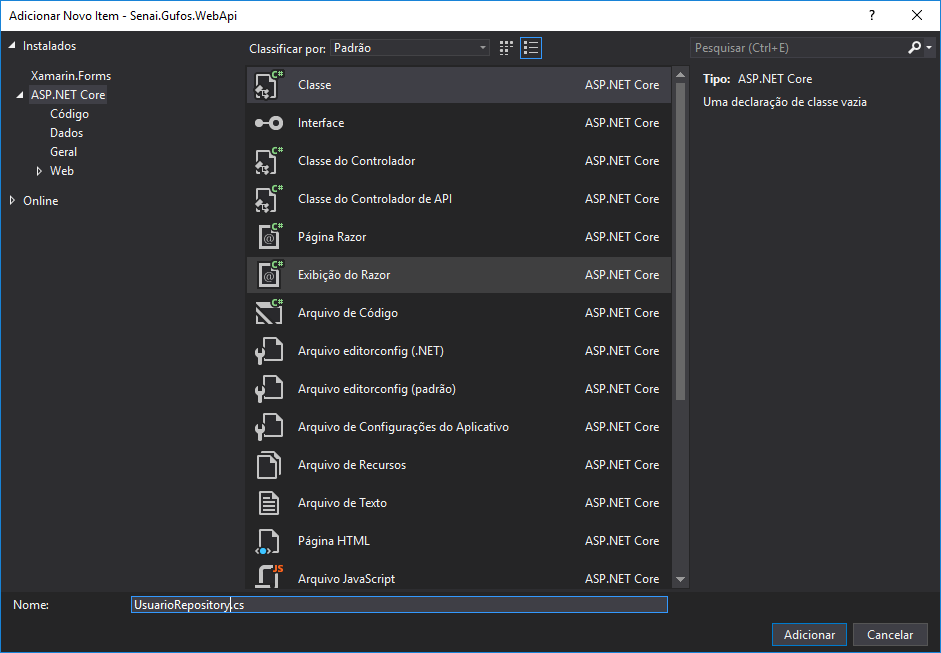 Adicionar Novo Item - Senai.Gufos.WebApi
?
Instalados
Xamarin.Forms
ASP.NET Core
Código
Dados
Geral
Web
Online
Classificar por: Padrão
Pesquisar (Ctrl+E)
C# Classe ASP.NET Core
Interface ASP.NET Core
C# Classe do Controlador ASP.NET Core
C# Classe do Controlador de API ASP.NET Core
C# @ Página Razor ASP.NET Core
C# @ Exibição do Razor ASP.NET Core
C# Arquivo de Código ASP.NET Core
Arquivo editorconfig (.NET) ASP.NET Core
Arquivo editorconfig (padrão) ASP.NET Core
Arquivo de Configurações do Aplicativo ASP.NET Core
Arquivo de Recursos ASP.NET Core
Arquivo de Texto ASP.NET Core
Página HTML ASP.NET Core
JS Arquivo JavaScript ASP.NET Core
Tipo: ASP.NET Core
Uma declaração de classe vazia
Nome: UsuarioRepository.cs
Adicionar Cancelar